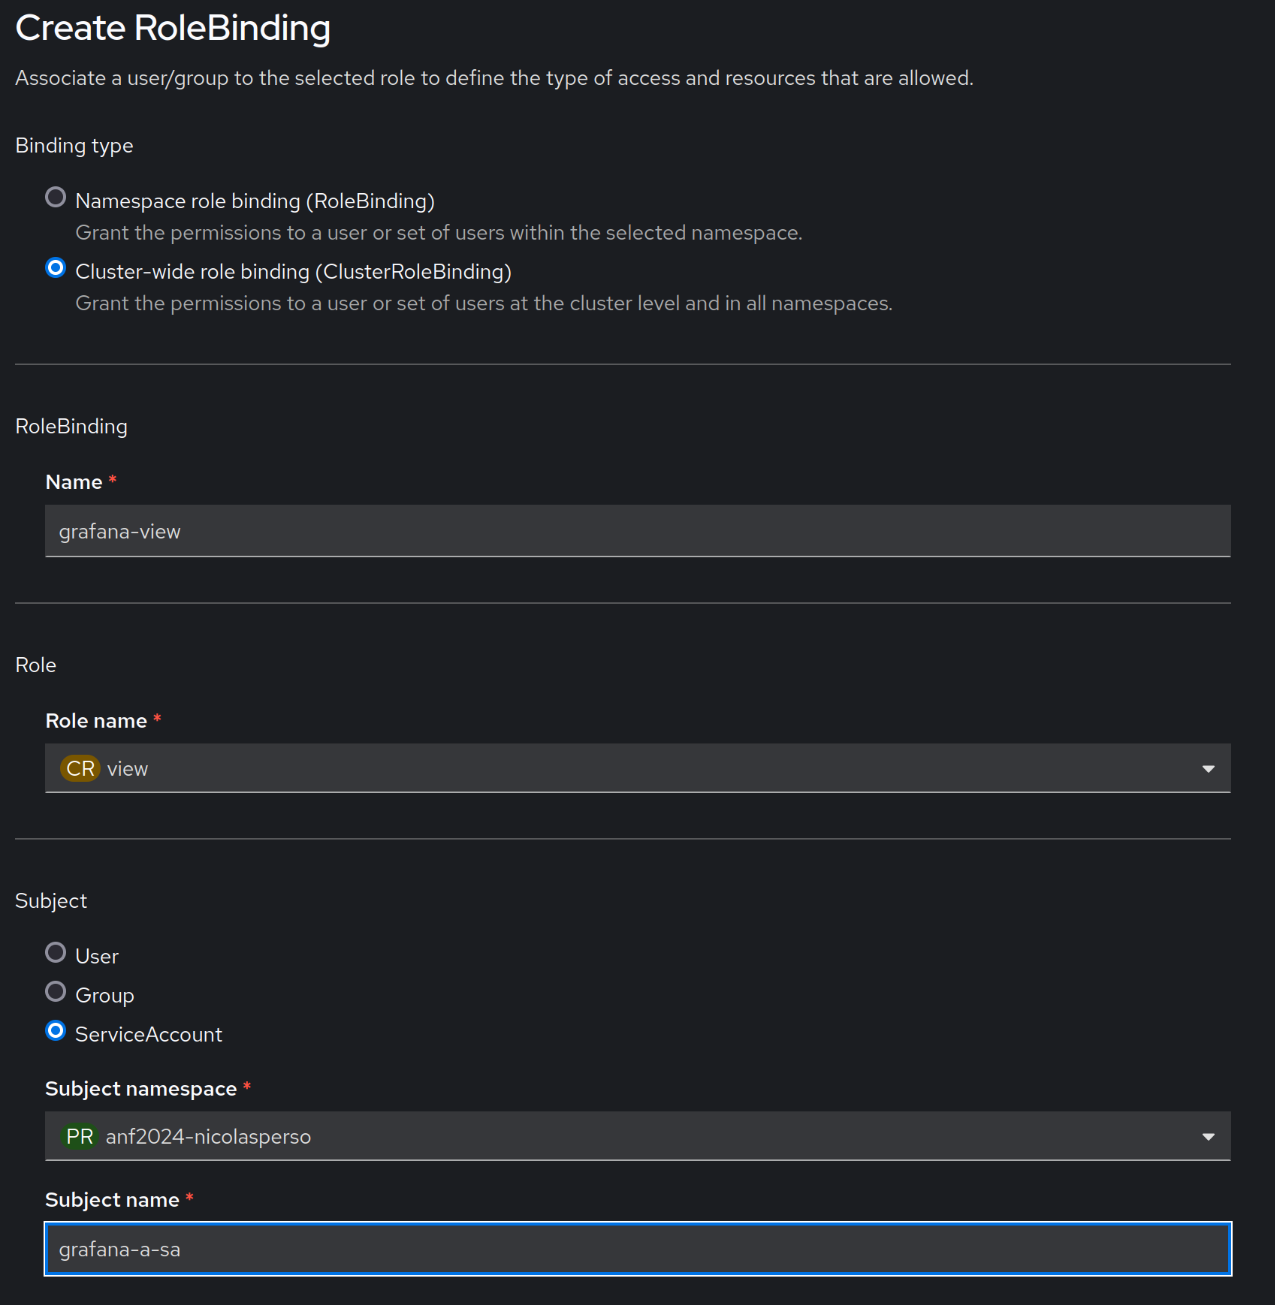 Create RoleBinding
Associate a user/group to the selected role to define the type of access and resources that are allowed.
Binding type
Namespace role binding (RoleBinding)
Grant the permissions to a user or set of users within the selected namespace.
Cluster-wide role binding (ClusterRoleBinding)
Grant the permissions to a user or set of users at the cluster level and in all namespaces.
RoleBinding
Name *
grafana-view
Role
Role name *
CR view
Subject
User
Group
ServiceAccount
Subject namespace *
PR anf2024-nicolasperso
Subject name *
grafana-a-sa